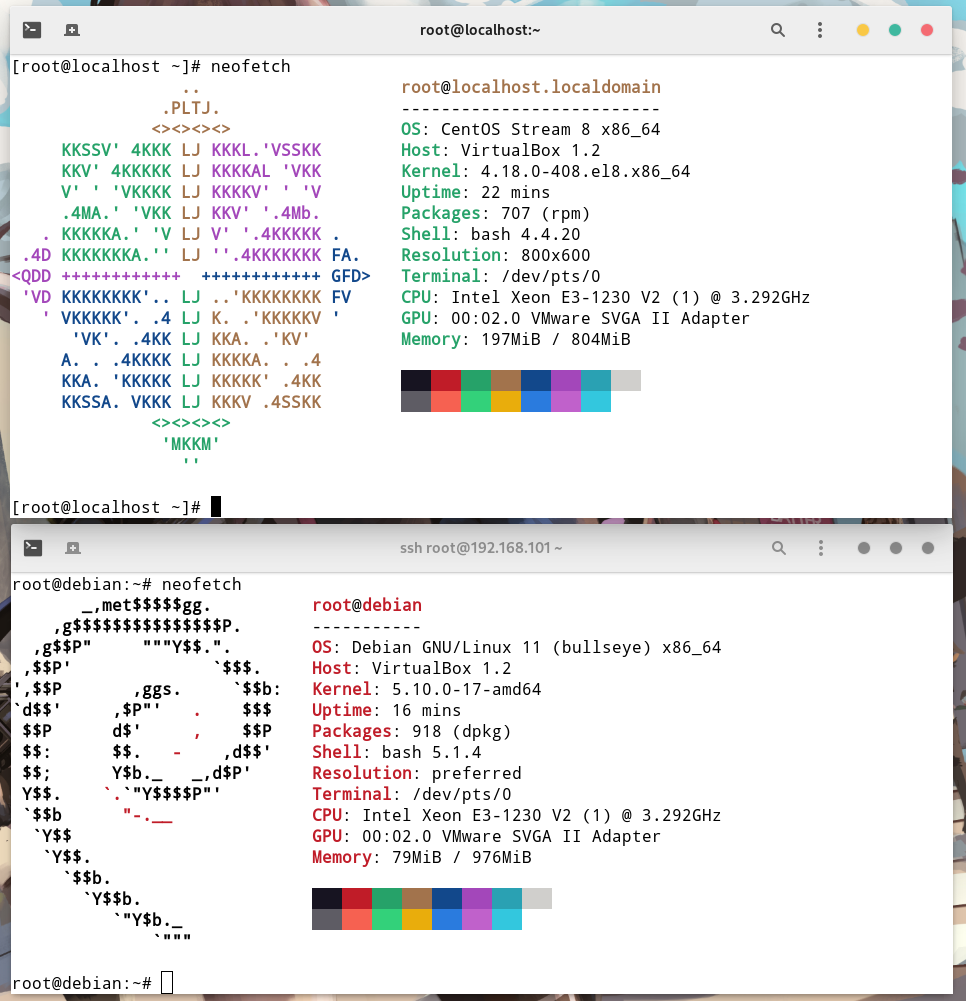 root@localhost:~
[root@localhost ~]# neofetch
..
.PLTJ.
<><><><>
KKSSV' 4KKK LJ KKKL.'VSSKK
KKV' 4KKKKK LJ KKKKAL 'VKK
V' ' 'VKKKK LJ KKKKV' ' 'V
.4MA.' 'VKK LJ KKV' '.4Mb.
. KKKKKA.' 'V LJ V' '.4KKKKK .
.4D KKKKKKKA.'' LJ ''.4KKKKKKK FA.
<QDD ++++++++++++  ++++++++++++ GFD>
'VD KKKKKKKK'.. LJ ..'KKKKKKKK FV
' VKKKKK'. .4 LJ K. .'KKKKKV '
'VK'. .4KK LJ KKA. .'KV'
A. . .4KKKK LJ KKKKA. . .4
KKA. 'KKKKK LJ KKKKK' .4KK
KKSSA. VKKK LJ KKKV .4SSKK
<><><><>
'MKKM'
''
root@localhost.localdomain
--------------------------
OS: CentOS Stream 8 x86_64
Host: VirtualBox 1.2
Kernel: 4.18.0-408.el8.x86_64
Uptime: 22 mins
Packages: 707 (rpm)
Shell: bash 4.4.20
Resolution: 800x600
Terminal: /dev/pts/0
CPU: Intel Xeon E3-1230 V2 (1) @ 3.292GHz
GPU: 00:02.0 VMware SVGA II Adapter
Memory: 197MiB / 804MiB
[root@localhost ~]#
ssh root@192.168.101 ~
root@debian:~# neofetch
_,met$$$$$gg.
,g$$$$$$$$$$$$$$$P.
,g$$P"     """Y$$.".
,$$P'              `$$$.
',$$P       ,ggs.     `$$b:
`d$$'     ,$P"'   .    $$$
$$P      d$'     ,    $$P
$$:      $$.   -    ,d$$'
$$;      Y$b._   _,d$P'
Y$$.    `.`"Y$$$$P"'
`$$b      "-.__
`Y$$
`Y$$.
`$$b.
`Y$$b.
`"Y$b._
`"""
root@debian
-----------
OS: Debian GNU/Linux 11 (bullseye) x86_64
Host: VirtualBox 1.2
Kernel: 5.10.0-17-amd64
Uptime: 16 mins
Packages: 918 (dpkg)
Shell: bash 5.1.4
Resolution: preferred
Terminal: /dev/pts/0
CPU: Intel Xeon E3-1230 V2 (1) @ 3.292GHz
GPU: 00:02.0 VMware SVGA II Adapter
Memory: 79MiB / 976MiB
root@debian:~#